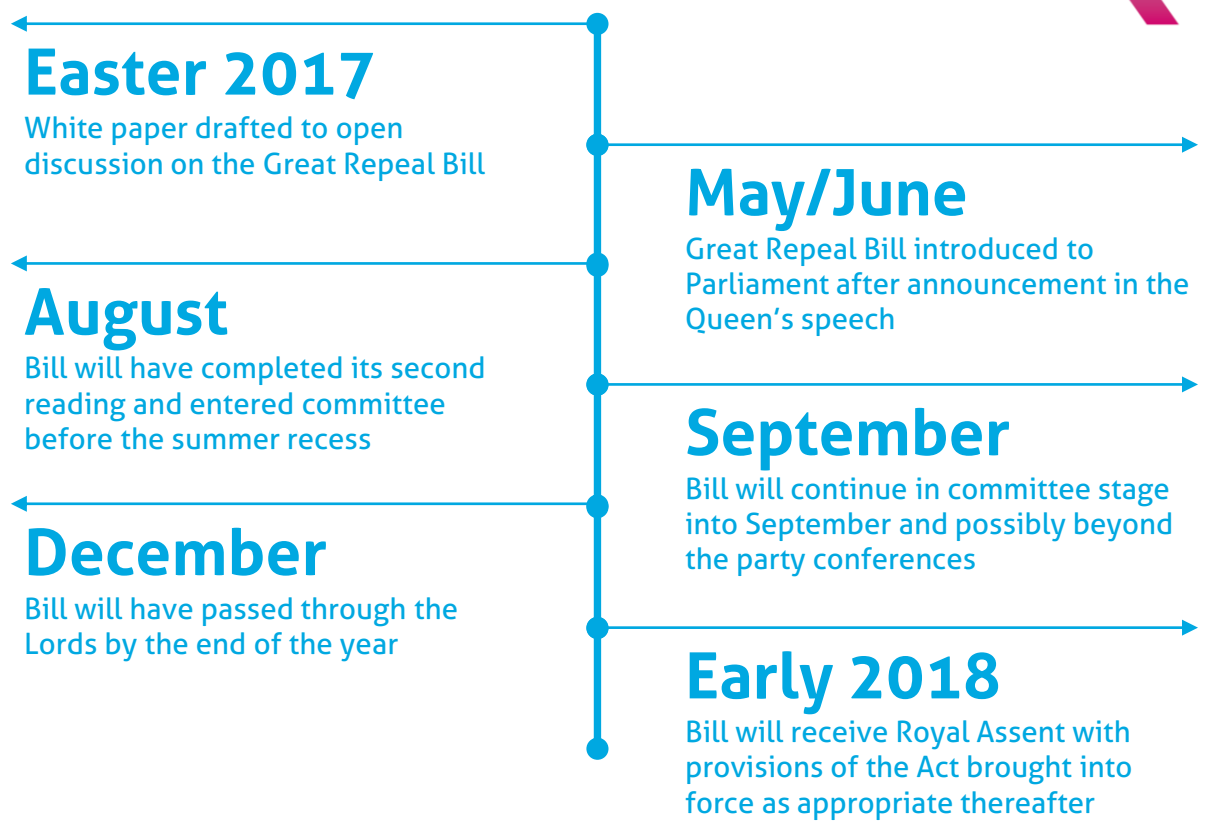 Easter 2017
White paper drafted to open
discussion on the Great Repeal Bill
May/June
Great Repeal Bill introduced to
Parliament after announcement in the
Queen’s speech
August
Bill will have completed its second
reading and entered committee
before the summer recess
September
Bill will continue in committee stage
into September and possibly beyond
the party conferences
December
Bill will have passed through the
Lords by the end of the year
Early 2018
Bill will receive Royal Assent with
provisions of the Act brought into
force as appropriate thereafter